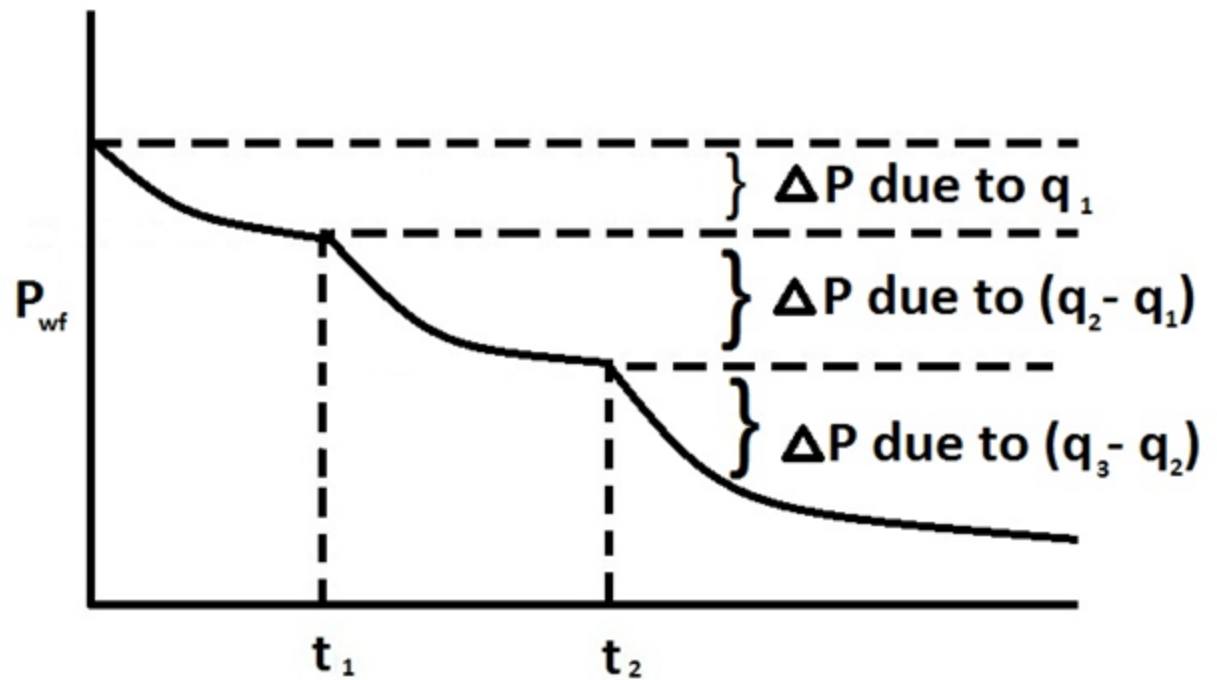 ΔP due to q₁
P_wf
ΔP due to (q₂- q₁)
ΔP due to (q₃- q₂)
t₁
t₂